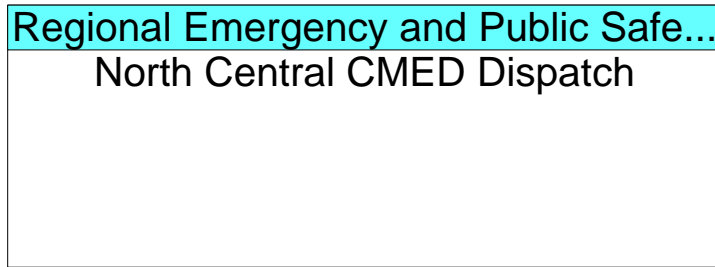 Regional Emergency and Public Safe...
North Central CMED Dispatch